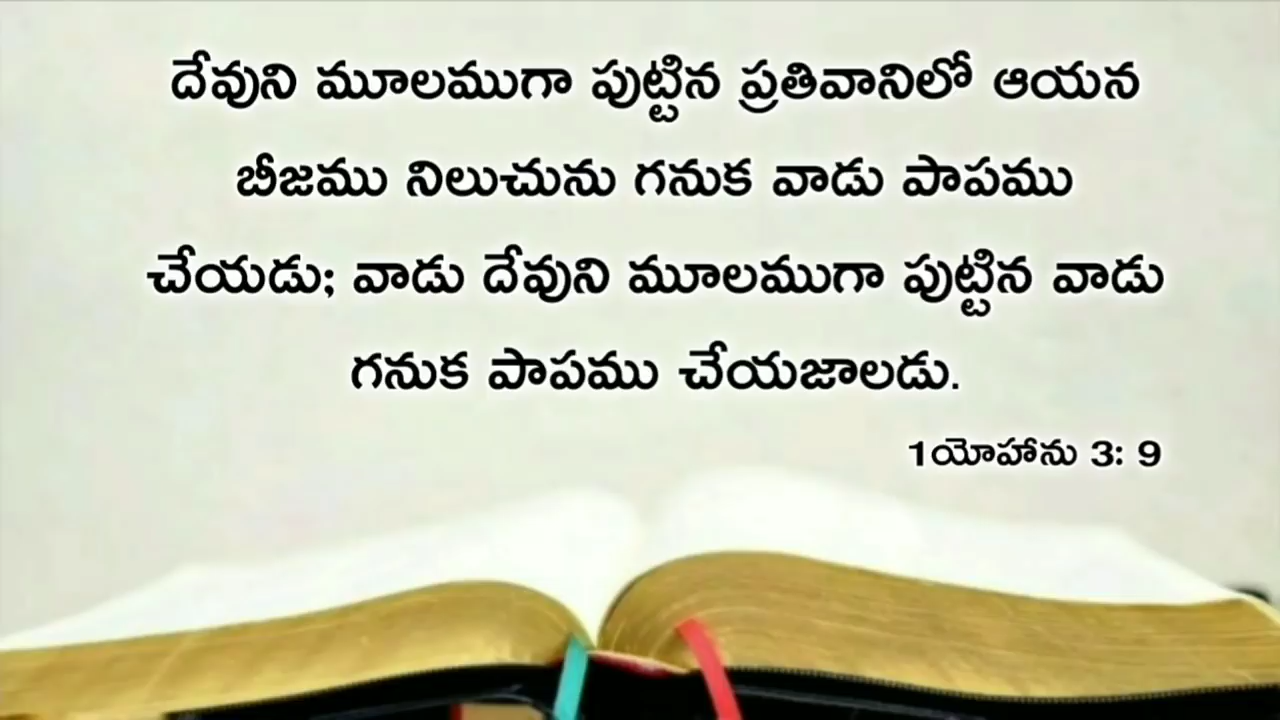 దేవుని మూలముగా పుట్టిన ప్రతివానిలో ఆయన
బీజము నిలుచును గనుక వాడు పాపము
చేయడు; వాడు దేవుని మూలముగా పుట్టిన వాడు
గనుక పాపము చేయజాలడు.
1యోహాను 3: 9